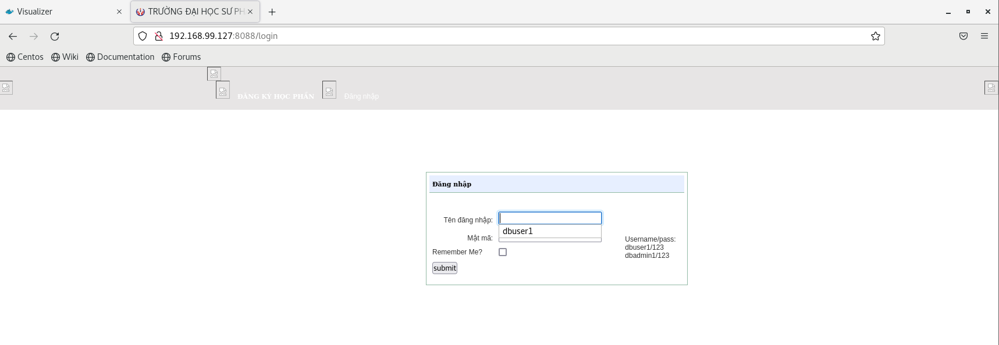 Visualizer
TRƯỜNG ĐẠI HỌC SƯ PH
192.168.99.127:8088/login
Centos
Wiki
Documentation
Forums
ĐĂNG KÝ HỌC PHẦN
Đăng nhập
Đăng nhập
Tên đăng nhập:
dbuser1
Mật mã:
Username/pass:
dbuser1/123
Remember Me?
dbadmin1/123
submit